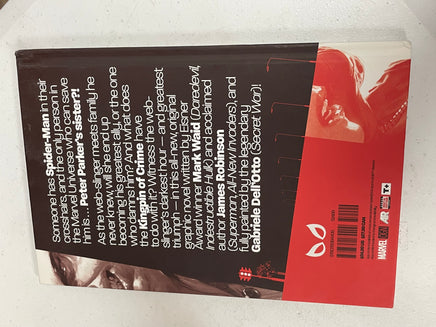 Someone has Spider-Man in their
crosshairs, and the only person in
the Marvel Universe who can save
him is... Peter Parker's sister?!
As the web-slinger meets family he
never knew, will she end up
becoming his greatest ally, or the one
who damns him? And what does
the Kingpin of Crime have
to do with it? Witness the web-
slinger's darkest hour — and greatest
triumph — in this all-new original
graphic novel written by Eisner
Award winner Mark Waid (Daredevil,
Indestructible Hulk) and acclaimed
author James Robinson
(Superman, All-New Invaders), and
fully painted by the legendary
Gabriele Dell'Otto (Secret War)!
MARVEL
AR
T+